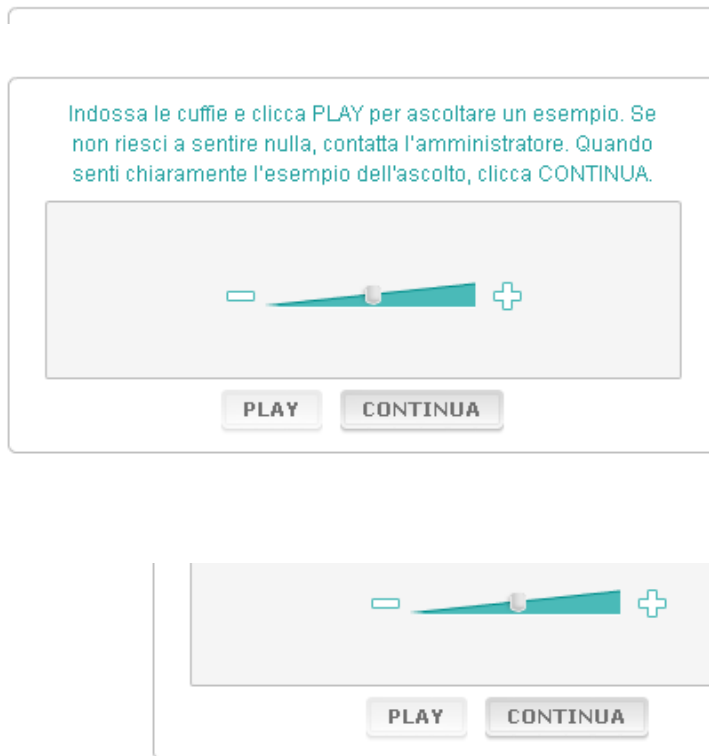 Indossa le cuffie e clicca PLAY per ascoltare un esempio. Se
non riesci a sentire nulla, contatta l'amministratore. Quando
senti chiaramente l'esempio dell'ascolto, clicca CONTINUA.
PLAY CONTINUA
PLAY CONTINUA